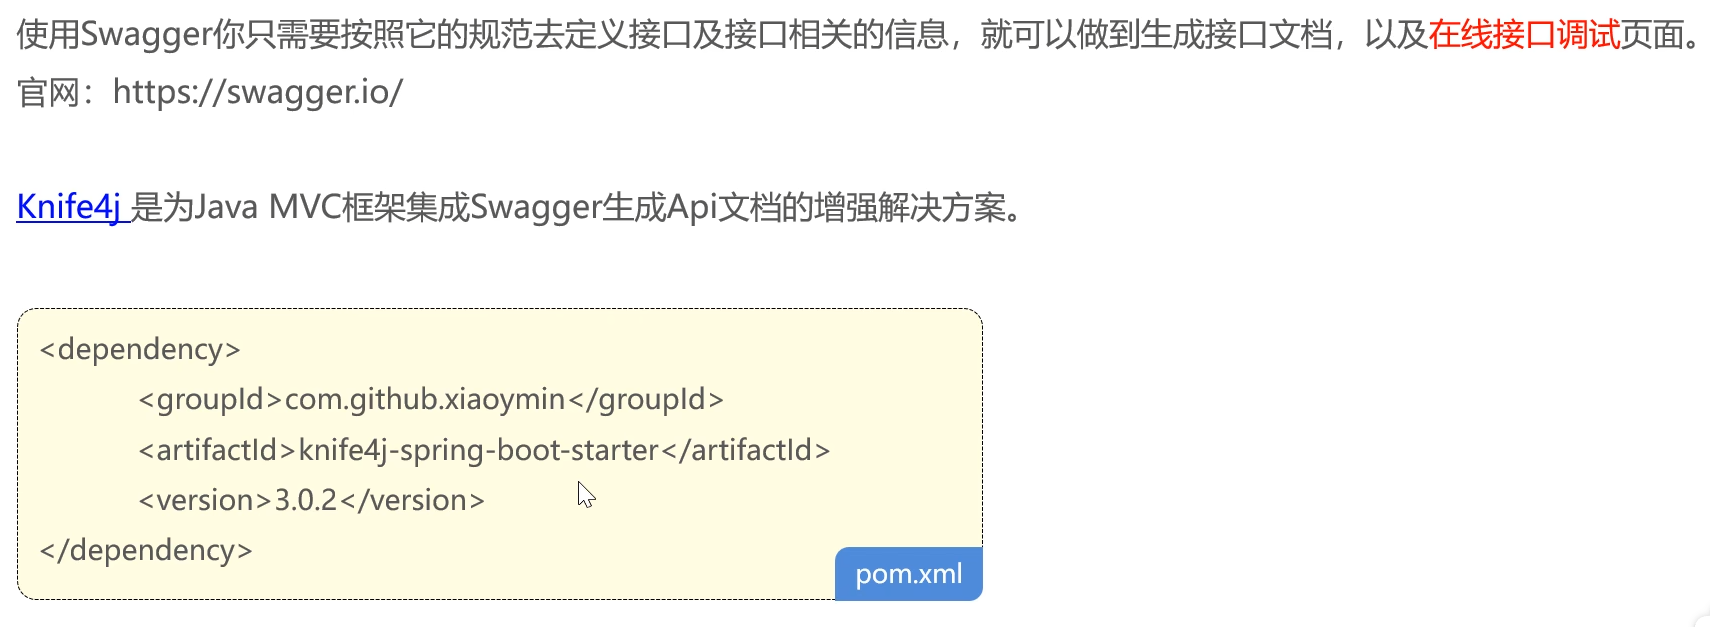 使用Swagger你只需要按照它的规范去定义接口及接口相关的信息，就可以做到生成接口文档，以及在线接口调试页面。
官网：https://swagger.io/
Knife4j 是为Java MVC框架集成Swagger生成Api文档的增强解决方案。
<dependency>
<groupId>com.github.xiaoymin</groupId>
<artifactId>knife4j-spring-boot-starter</artifactId>
<version>3.0.2</version>
</dependency>
pom.xml